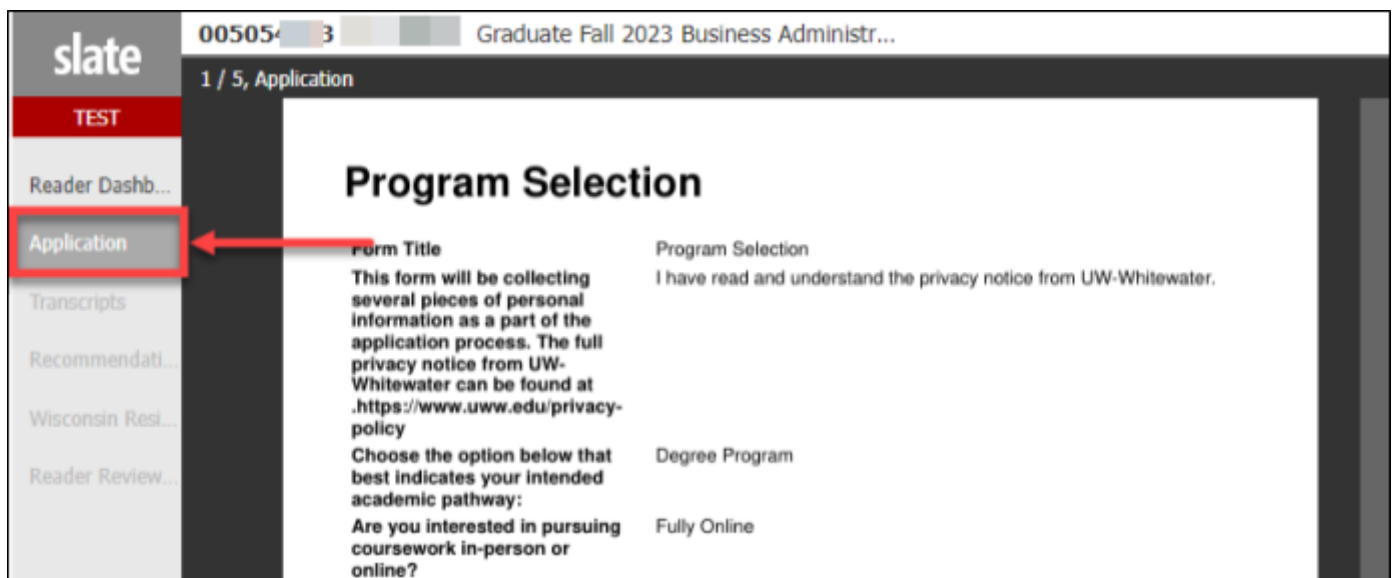 slate
TEST
Reader Dashb...
Application
Transcripts
Recommendati...
Wisconsin Resi...
Reader Review...
00505 3 Graduate Fall 2023 Business Administr...
1 / 5, Application
Program Selection
Form Title Program Selection
This form will be collecting I have read and understand the privacy notice from UW-Whitewater.
several pieces of personal
information as a part of the
application process. The full
privacy notice from UW-
Whitewater can be found at
.https://www.uww.edu/privacy-
policy
Choose the option below that Degree Program
best indicates your intended
academic pathway:
Are you interested in pursuing Fully Online
coursework in-person or
online?